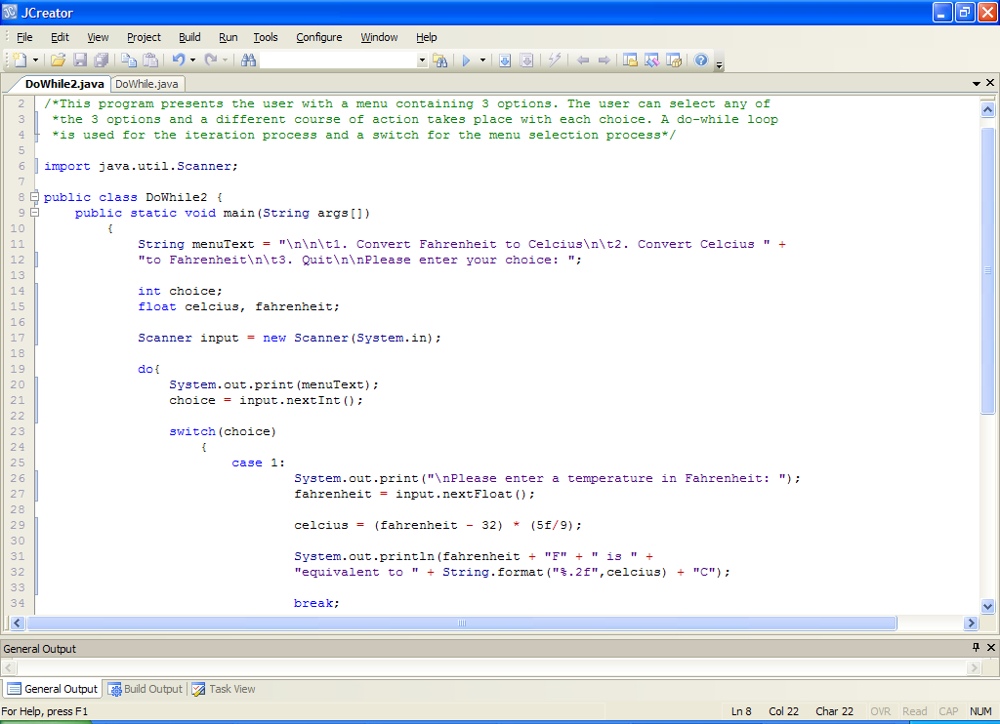 JCreator
File Edit View Project Build Run Tools Configure Window Help
DoWhile2.java DoWhile.java
2 /*This program presents the user with a menu containing 3 options. The user can select any of
3 *the 3 options and a different course of action takes place with each choice. A do-while loop
4 *is used for the iteration process and a switch for the menu selection process*/
5
6 import java.util.Scanner;
7
8 public class DoWhile2 {
9 public static void main(String args[])
10 {
11 String menuText = "\n\n\t1. Convert Fahrenheit to Celcius\n\t2. Convert Celcius " +
12 "to Fahrenheit\n\t3. Quit\n\nPlease enter your choice: ";
13
14 int choice;
15 float celcius, fahrenheit;
16
17 Scanner input = new Scanner(System.in);
18
19 do{
20 System.out.print(menuText);
21 choice = input.nextInt();
22
23 switch(choice)
24 {
25 case 1:
26 System.out.print("\nPlease enter a temperature in Fahrenheit: ");
27 fahrenheit = input.nextFloat();
28
29 celcius = (fahrenheit - 32) * (5f/9);
30
31 System.out.println(fahrenheit + "F" + " is " +
32 "equivalent to " + String.format("%.2f",celcius) + "C");
33
34 break;
General Output
General Output Build Output Task View
For Help, press F1 Ln 8 Col 22 Char 22 OVR Read CAP NUM